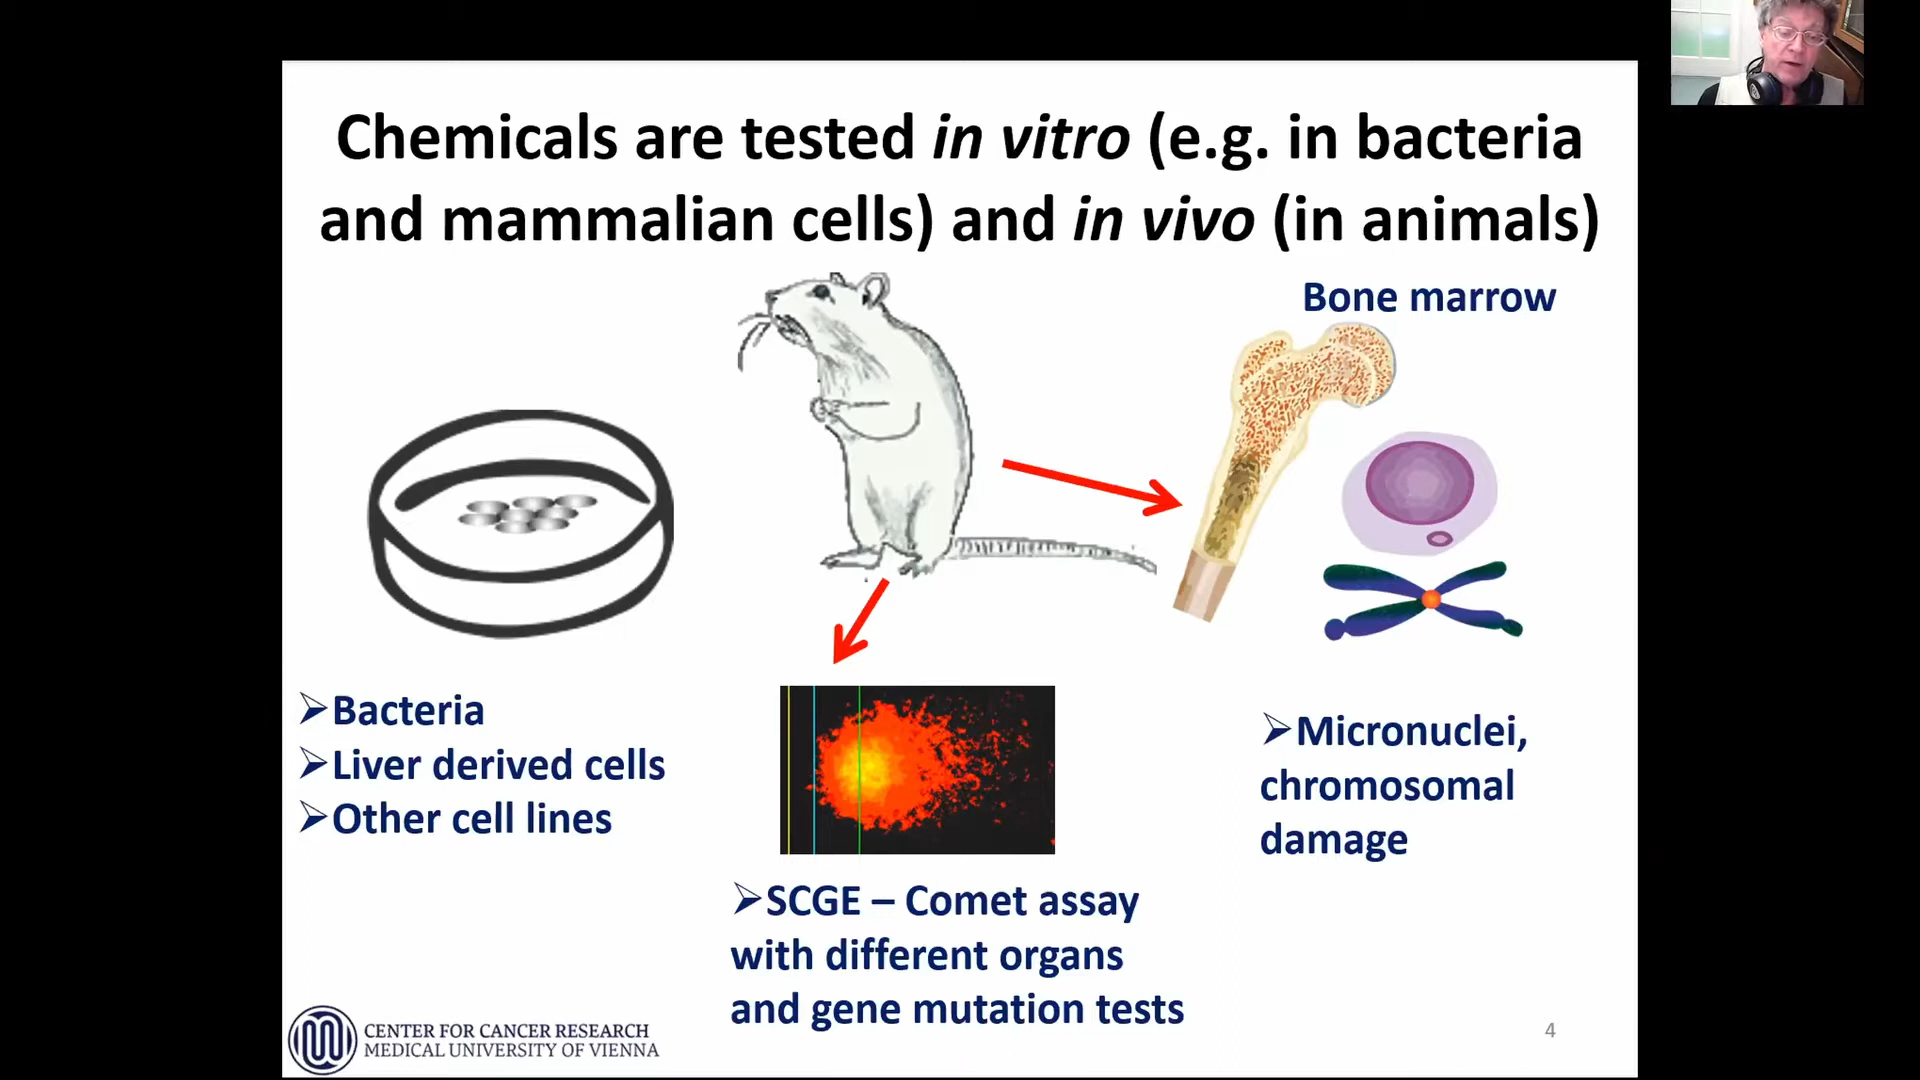 Chemicals are tested in vitro (e.g. in bacteria
and mammalian cells) and in vivo (in animals)
Bone marrow
➢Bacteria
➢Liver derived cells
➢Other cell lines
➢SCGE – Comet assay
with different organs
and gene mutation tests
➢Micronuclei,
chromosomal
damage
CENTER FOR CANCER RESEARCH
MEDICAL UNIVERSITY OF VIENNA
4